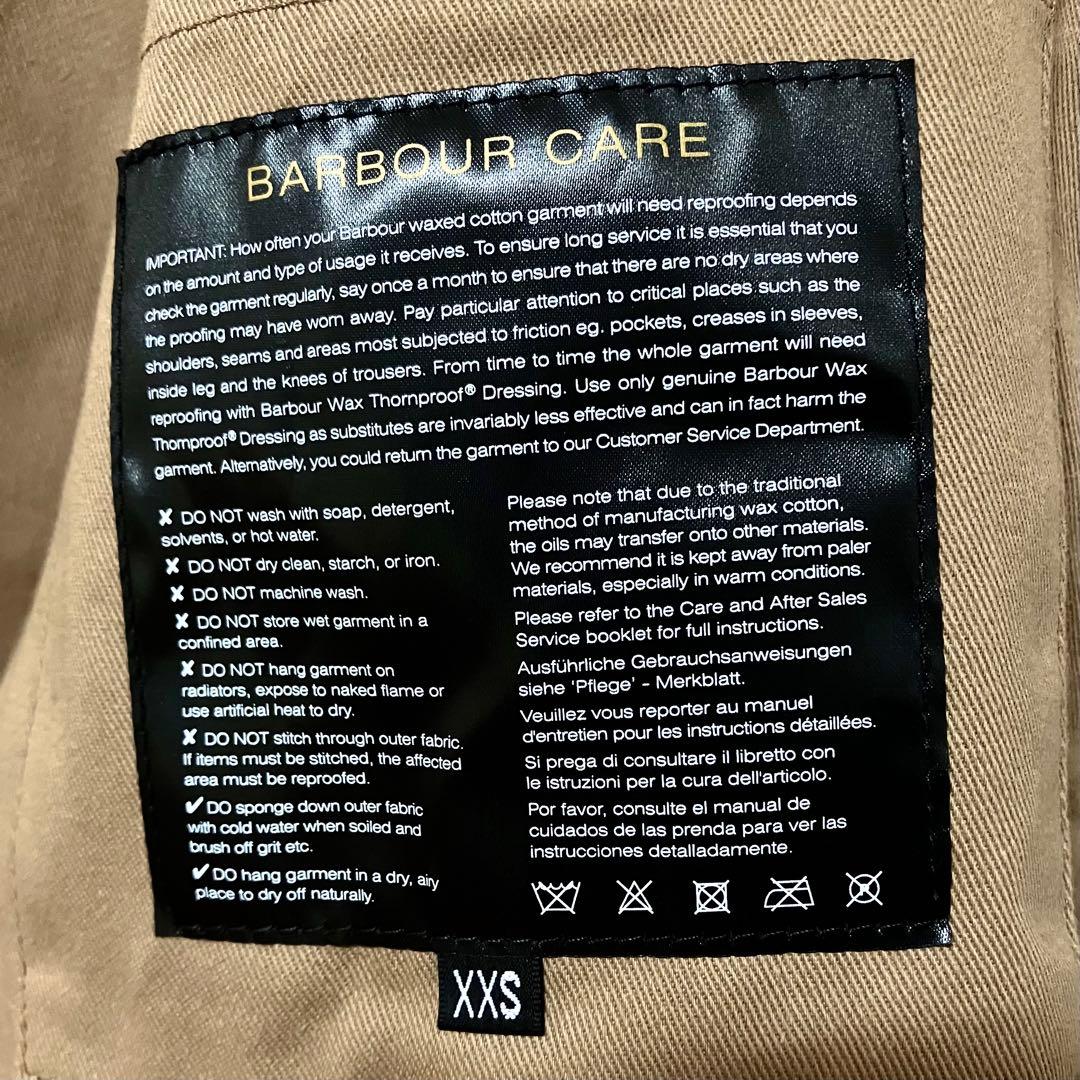 BARBOUR CARE
IMPORTANT: How often your Barbour waxed cotton garment will need reproofing depends
on the amount and type of usage it receives. To ensure long service it is essential that you
check the garment regularly, say once a month to ensure that there are no dry areas where
the proofing may have worn away. Pay particular attention to critical places such as the
shoulders, seams and areas most subjected to friction eg. pockets, creases in sleeves,
inside leg and the knees of trousers. From time to time the whole garment will need
reproofing with Barbour Wax Thornproof® Dressing. Use only genuine Barbour Wax
Thornproof® Dressing as substitutes are invariably less effective and can in fact harm the
garment. Alternatively, you could return the garment to our Customer Service Department.
✘ DO NOT wash with soap, detergent,
solvents, or hot water.
✘ DO NOT dry clean, starch, or iron.
✘ DO NOT machine wash.
✘ DO NOT store wet garment in a
confined area.
✘ DO NOT hang garment on
radiators, expose to naked flame or
use artificial heat to dry.
✘ DO NOT stitch through outer fabric.
If items must be stitched, the affected
area must be reproofed.
✔ DO sponge down outer fabric
with cold water when soiled and
brush off grit etc.
✔ DO hang garment in a dry, airy
place to dry off naturally.
Please note that due to the traditional
method of manufacturing wax cotton,
the oils may transfer onto other materials.
We recommend it is kept away from paler
materials, especially in warm conditions.
Please refer to the Care and After Sales
Service booklet for full instructions.
Ausführliche Gebrauchsanweisungen
siehe 'Pflege' - Merkblatt.
Veuillez vous reporter au manuel
d'entretien pour les instructions détaillées.
Si prega di consultare il libretto con
le istruzioni per la cura dell'articolo.
Por favor, consulte el manual de
cuidados de las prenda para ver las
instrucciones detalladamente.
XXS